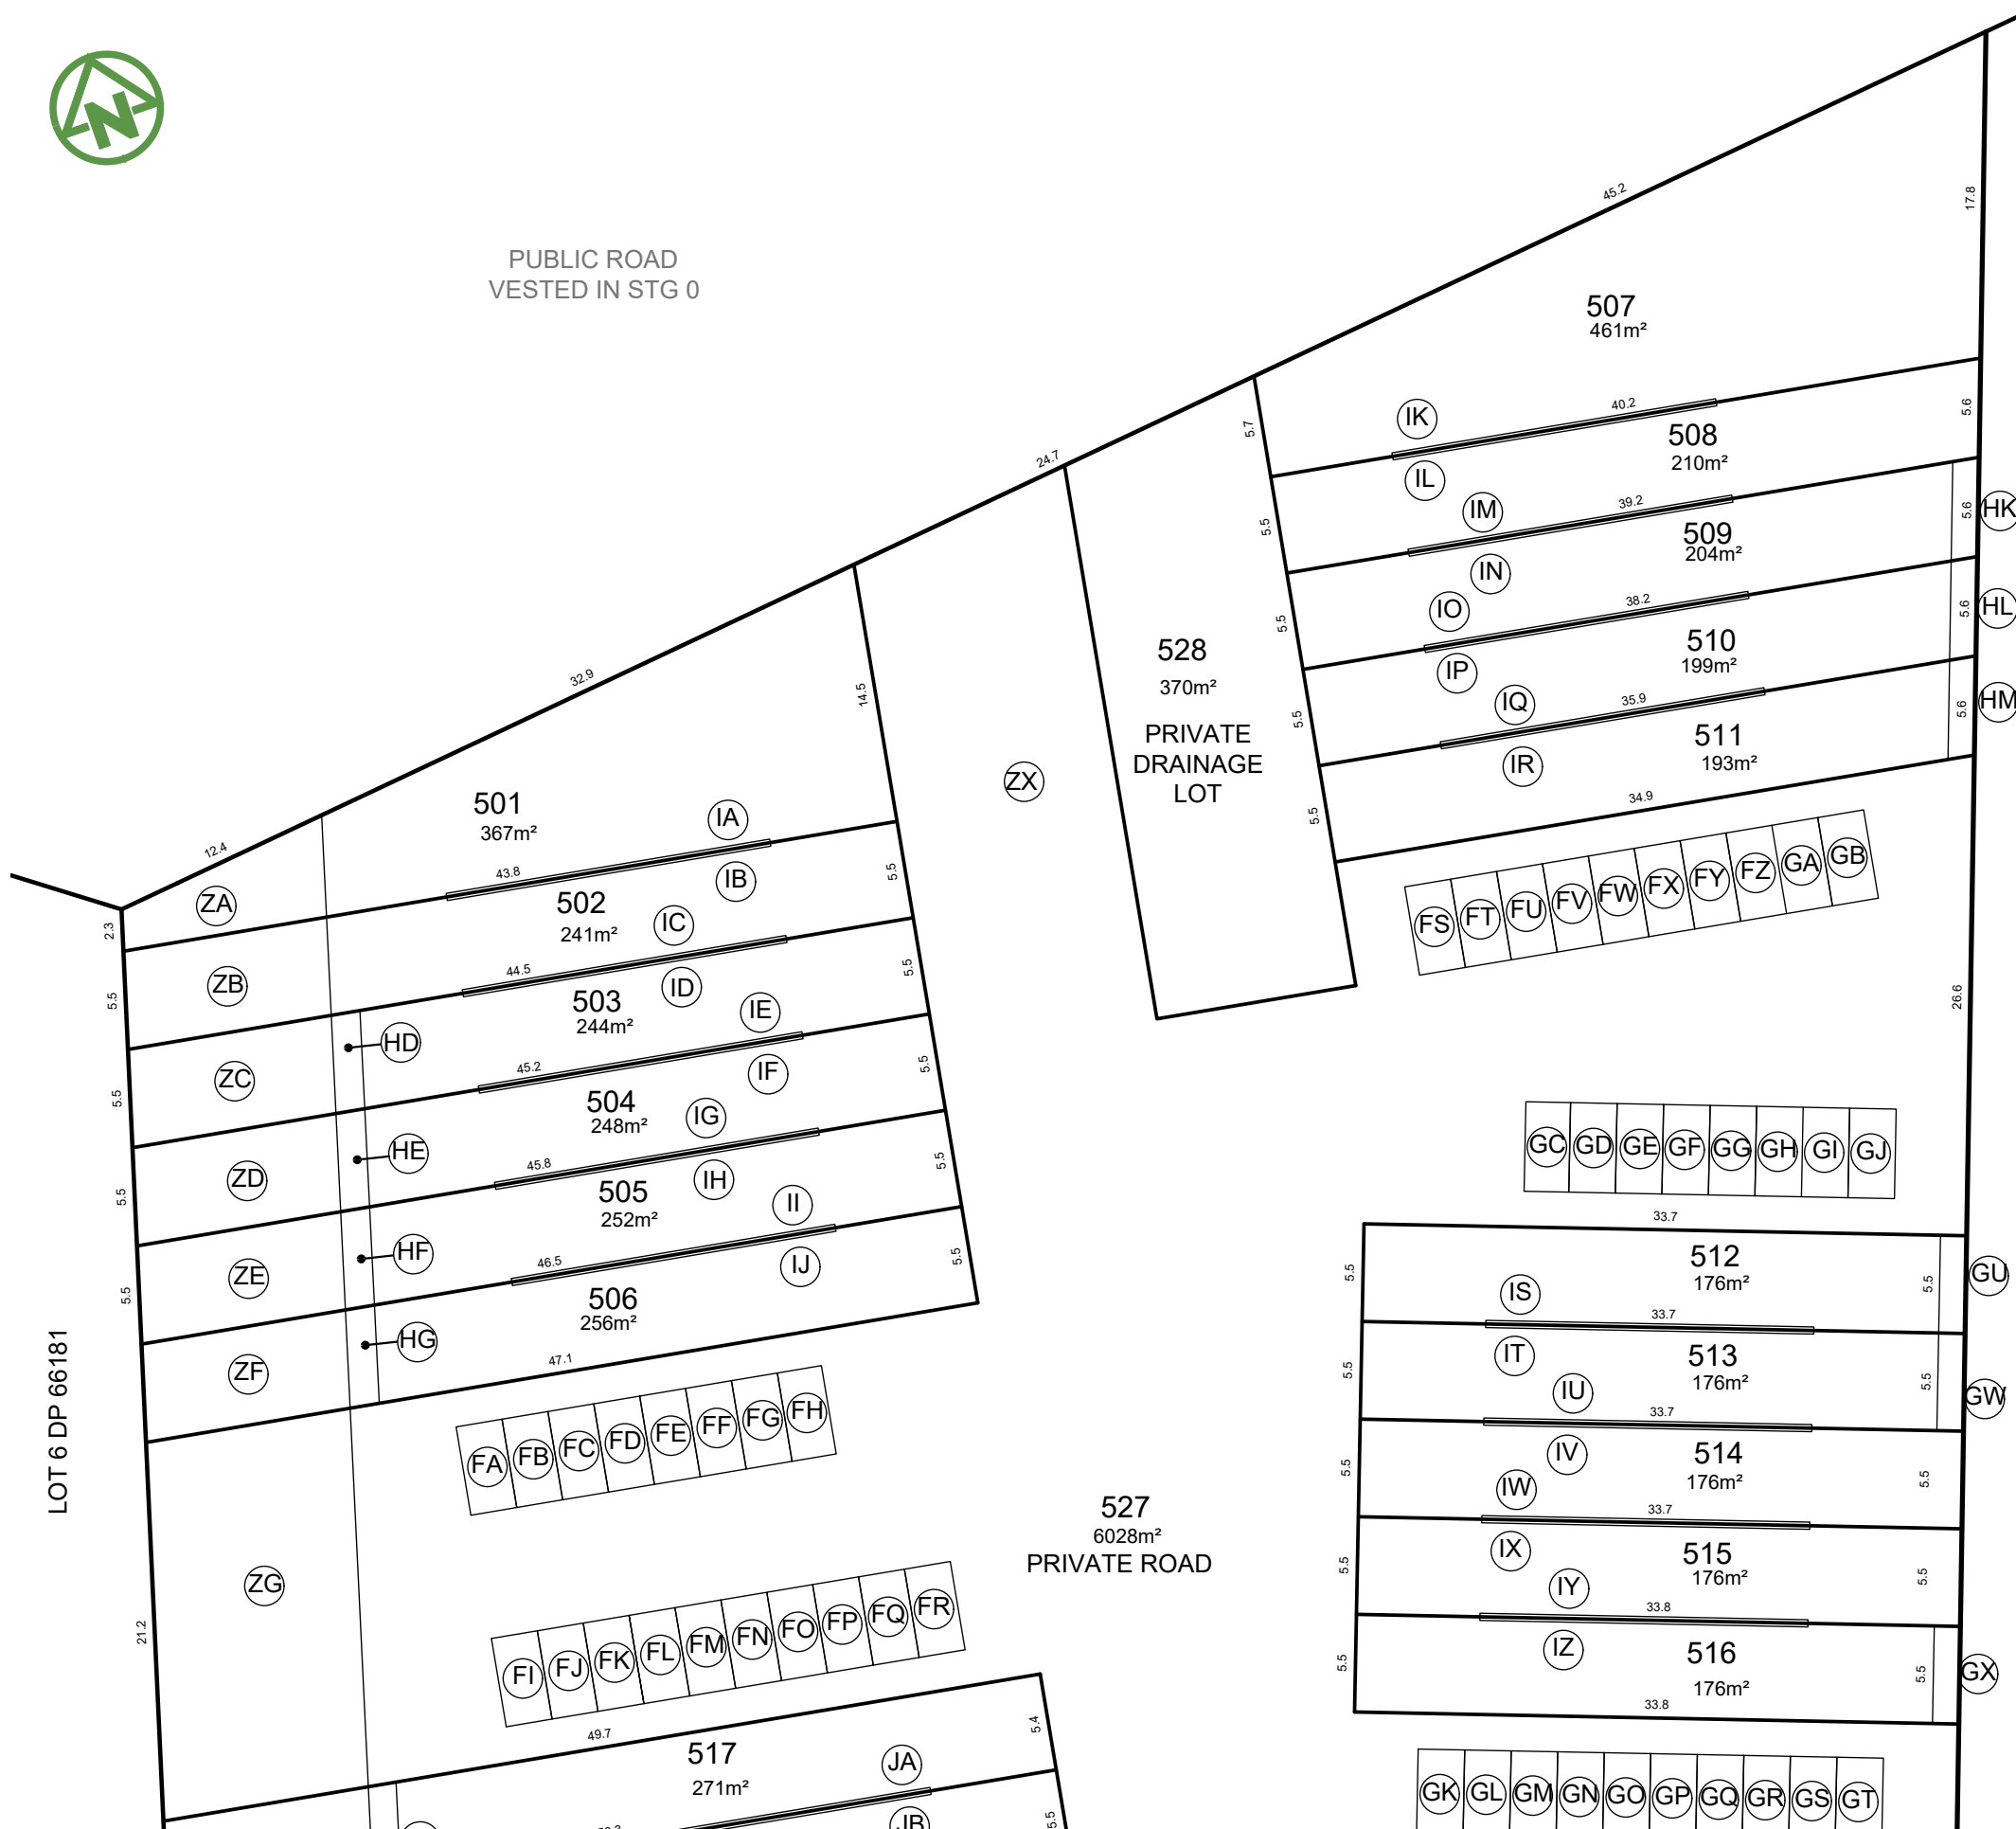 N
PUBLIC ROAD
VESTED IN STG 0
45.2
17.8
507
461m²
IK
40.2
5.6
5.7
508
210m²
24.7
IL
IM
39.2
5.6
HK
5.5
509
204m²
IN
IO
38.2
5.6
HL
5.5
528
370m²
PRIVATE
DRAINAGE
LOT
510
199m²
IP
IQ
35.9
5.6
HM
5.5
511
193m²
IR
34.9
5.5
32.9
14.5
ZX
501
367m²
IA
12.4
43.8
ZA
IB
5.5
2.3
502
241m²
IC
ZB
44.5
5.5
5.5
503
244m²
ID
IE
HD
ZC
45.2
5.5
5.5
504
248m²
IF
IG
HE
ZD
45.8
5.5
5.5
505
252m²
IH
II
HF
ZE
46.5
5.5
5.5
506
256m²
IJ
HG
ZF
47.1
LOT 6 DP 66181
FS FT FU FV FW FX FY FZ GA GB
26.6
GC GD GE GF GG GH GI GJ
33.7
512
176m²
5.5
5.5
GU
IS
33.7
513
176m²
IT
5.5
5.5
GW
IU
33.7
514
176m²
IV
5.5
5.5
IW
33.7
515
176m²
IX
5.5
5.5
IY
33.8
516
176m²
IZ
5.5
5.5
GX
33.8
FA FB FC FD FE FF FG FH
527
6028m²
PRIVATE ROAD
ZG
21.2
FI FJ FK FL FM FN FO FP FQ FR
49.7
5.4
517
271m²
JA
JB
5.5
GK GL GM GN GO GP GQ GR GS GT